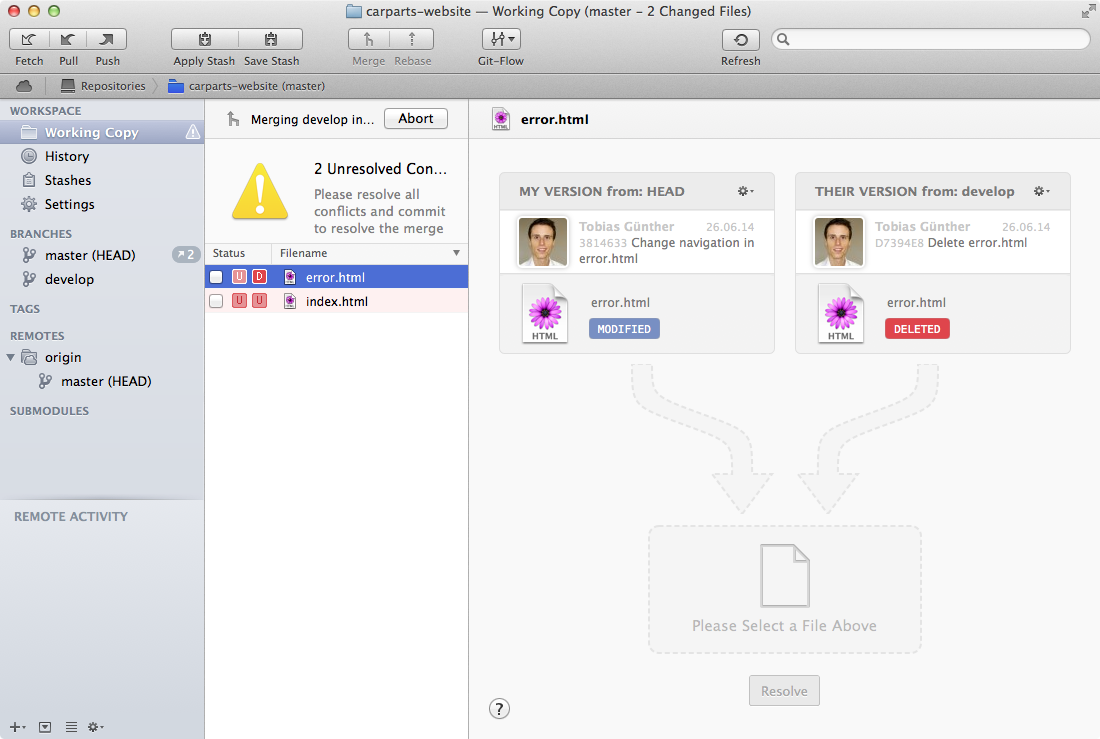 carparts-website — Working Copy (master – 2 Changed Files)
Fetch Pull Push Apply Stash Save Stash Merge Rebase Git-Flow Refresh
Repositories carparts-website (master)
WORKSPACE
Working Copy
History
Stashes
Settings
BRANCHES
master (HEAD) 2
develop
TAGS
REMOTES
origin
master (HEAD)
SUBMODULES
REMOTE ACTIVITY
Merging develop in... Abort
2 Unresolved Con...
Please resolve all
conflicts and commit
to resolve the merge
Status Filename
U D error.html
U U index.html
HTML error.html
MY VERSION from: HEAD
Tobias Günther 26.06.14
3814633 Change navigation in
error.html
error.html
HTML MODIFIED
THEIR VERSION from: develop
Tobias Günther 26.06.14
D7394E8 Delete error.html
error.html
HTML DELETED
Please Select a File Above
Resolve
?